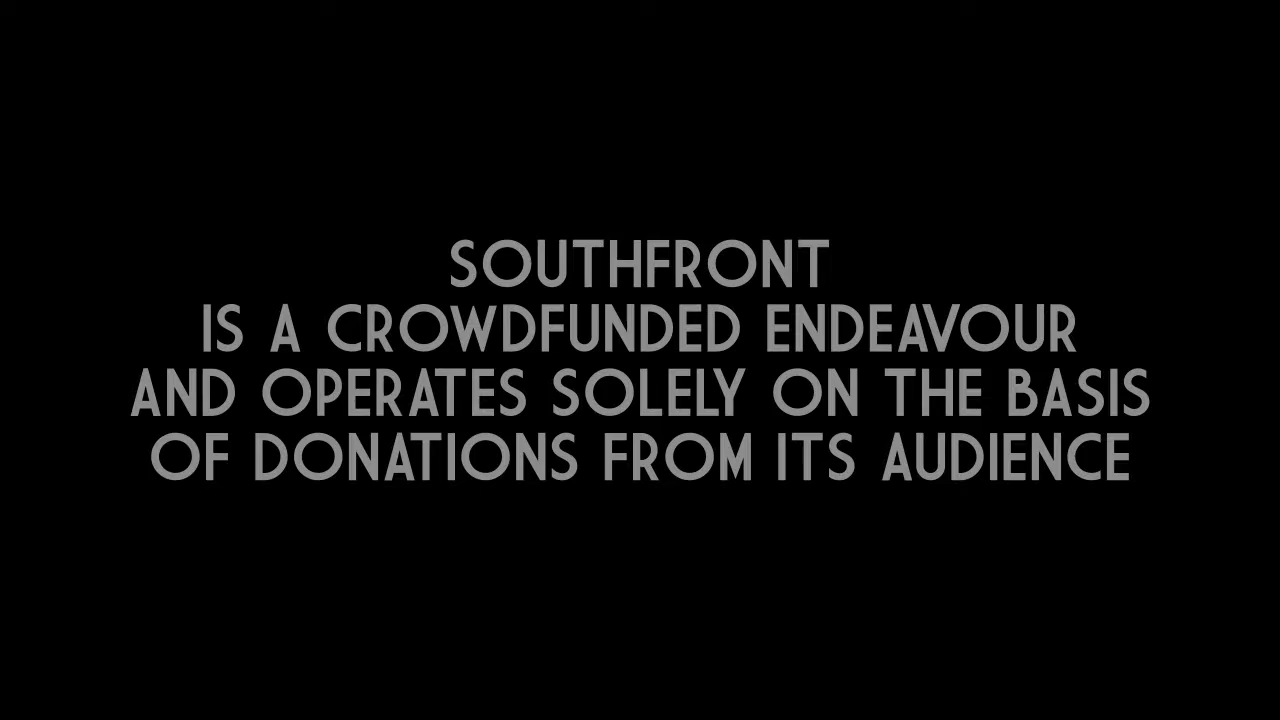 SOUTHFRONT
IS A CROWDFUNDED ENDEAVOUR
AND OPERATES SOLELY ON THE BASIS
OF DONATIONS FROM ITS AUDIENCE